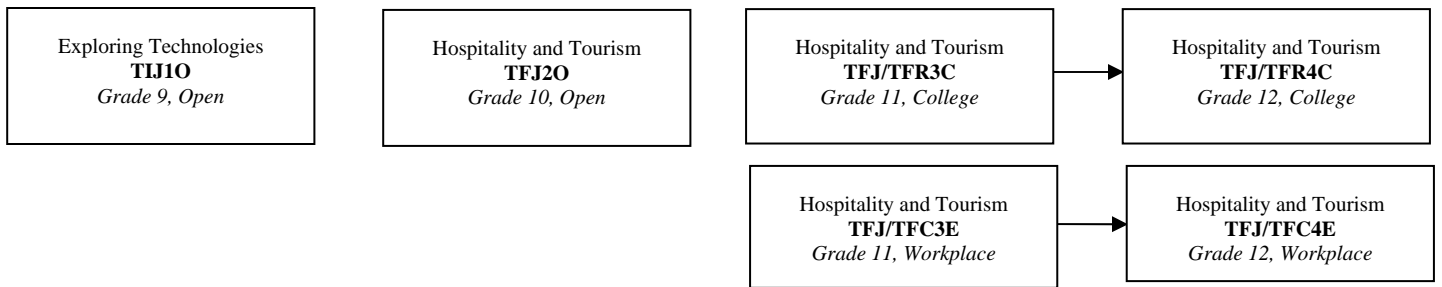 Exploring Technologies
TIJ1O
Grade 9, Open
Hospitality and Tourism
TFJ2O
Grade 10, Open
Hospitality and Tourism
TFJ/TFR3C
Grade 11, College
Hospitality and Tourism
TFJ/TFR4C
Grade 12, College
Hospitality and Tourism
TFJ/TFC3E
Grade 11, Workplace
Hospitality and Tourism
TFJ/TFC4E
Grade 12, Workplace